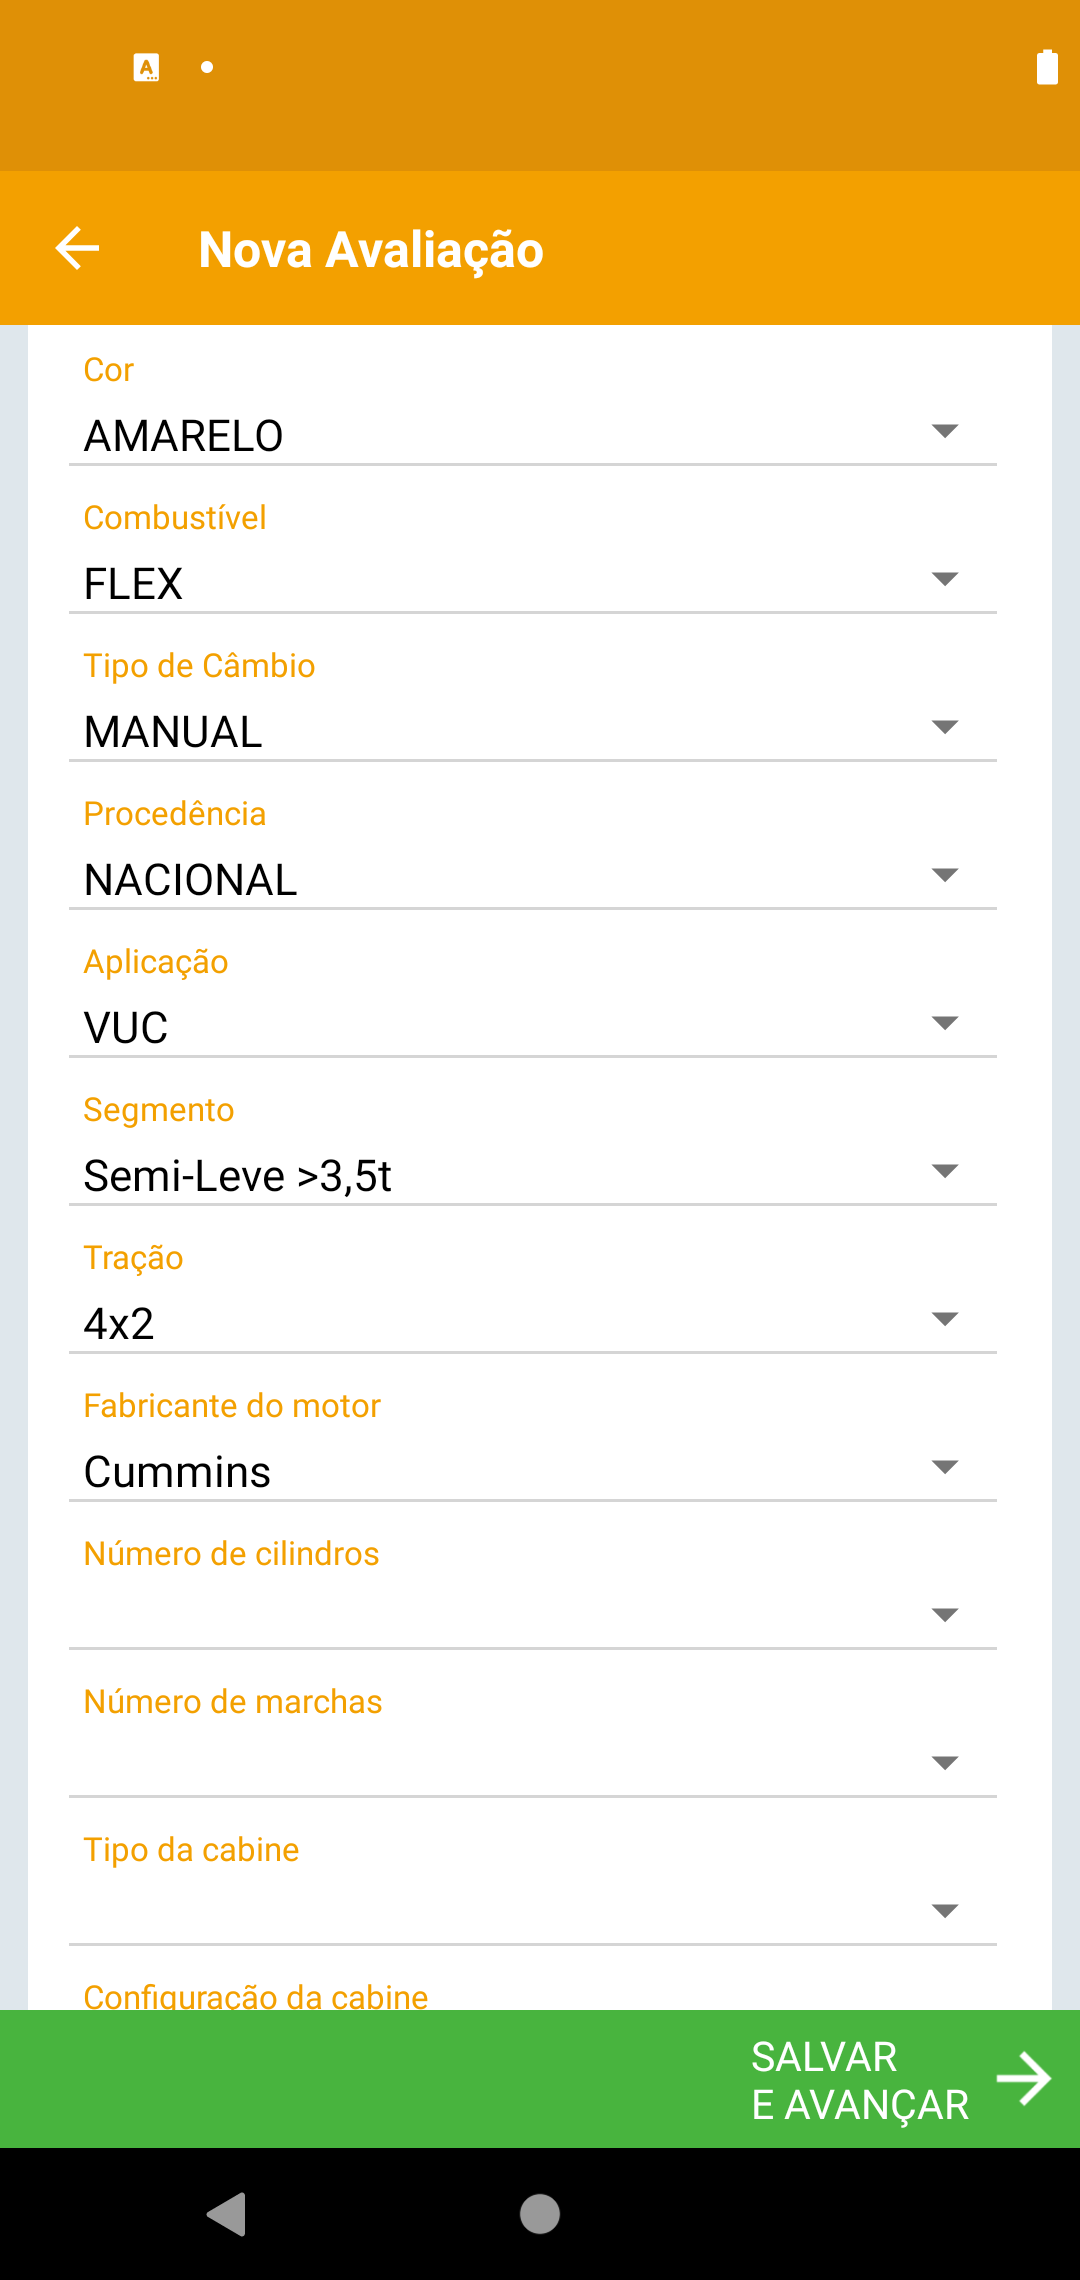 Nova Avaliação
Cor
AMARELO
Combustível
FLEX
Tipo de Câmbio
MANUAL
Procedência
NACIONAL
Aplicação
VUC
Segmento
Semi-Leve >3,5t
Tração
4x2
Fabricante do motor
Cummins
Número de cilindros
Número de marchas
Tipo da cabine
Configuração da cabine
SALVAR
E AVANÇAR